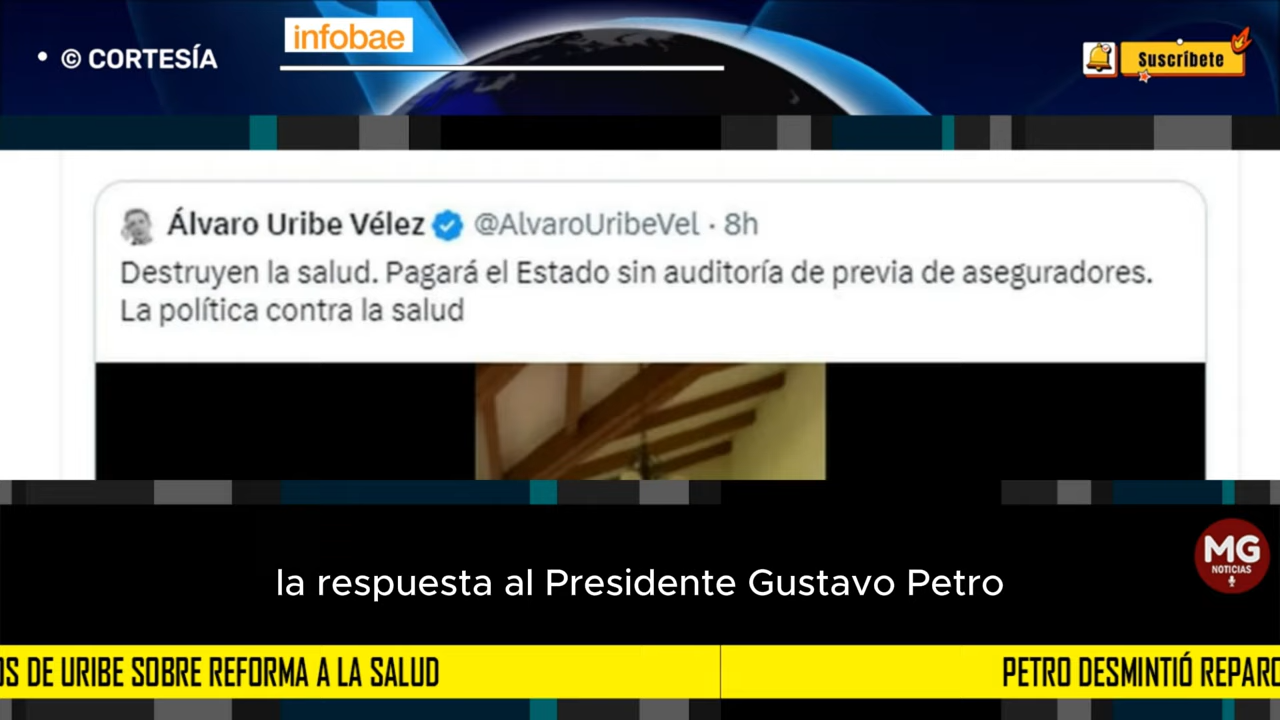 • © CORTESÍA
infobae
Suscríbete
Álvaro Uribe Vélez @AlvaroUribeVel · 8h
Destruyen la salud. Pagará el Estado sin auditoría de previa de aseguradores.
La política contra la salud
la respuesta al Presidente Gustavo Petro
MG
NOTICIAS
OS DE URIBE SOBRE REFORMA A LA SALUD
PETRO DESMINTIÓ REPARO